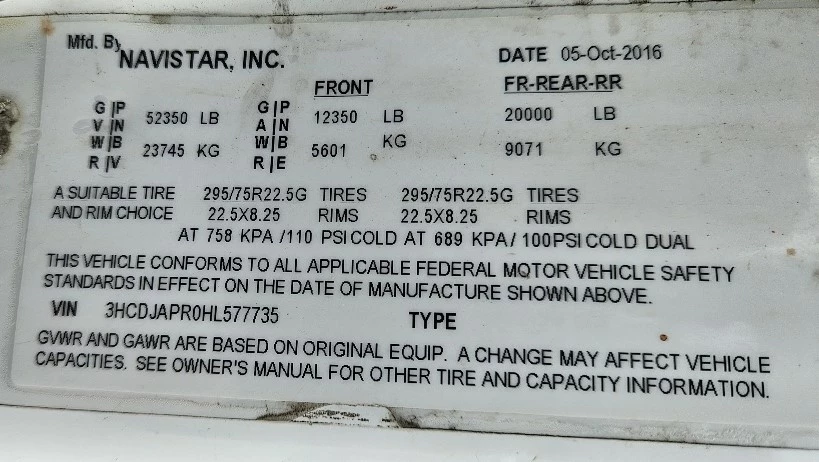 Mfd. By NAVISTAR, INC. DATE 05-Oct-2016
FRONT FR-REAR-RR
G|P G|P
V|N 52350 LB A|N 12350 LB 20000 LB
W|B 23745 KG W|B 5601 KG 9071 KG
R|V R|E
A SUITABLE TIRE 295/75R22.5G TIRES 295/75R22.5G TIRES
AND RIM CHOICE 22.5X8.25 RIMS 22.5X8.25 RIMS
AT 758 KPA /110 PSI COLD AT 689 KPA/ 100PSI COLD DUAL
THIS VEHICLE CONFORMS TO ALL APPLICABLE FEDERAL MOTOR VEHICLE SAFETY
STANDARDS IN EFFECT ON THE DATE OF MANUFACTURE SHOWN ABOVE.
VIN 3HCDJAPR0HL577735 TYPE
GVWR AND GAWR ARE BASED ON ORIGINAL EQUIP. A CHANGE MAY AFFECT VEHICLE
CAPACITIES. SEE OWNER'S MANUAL FOR OTHER TIRE AND CAPACITY INFORMATION.